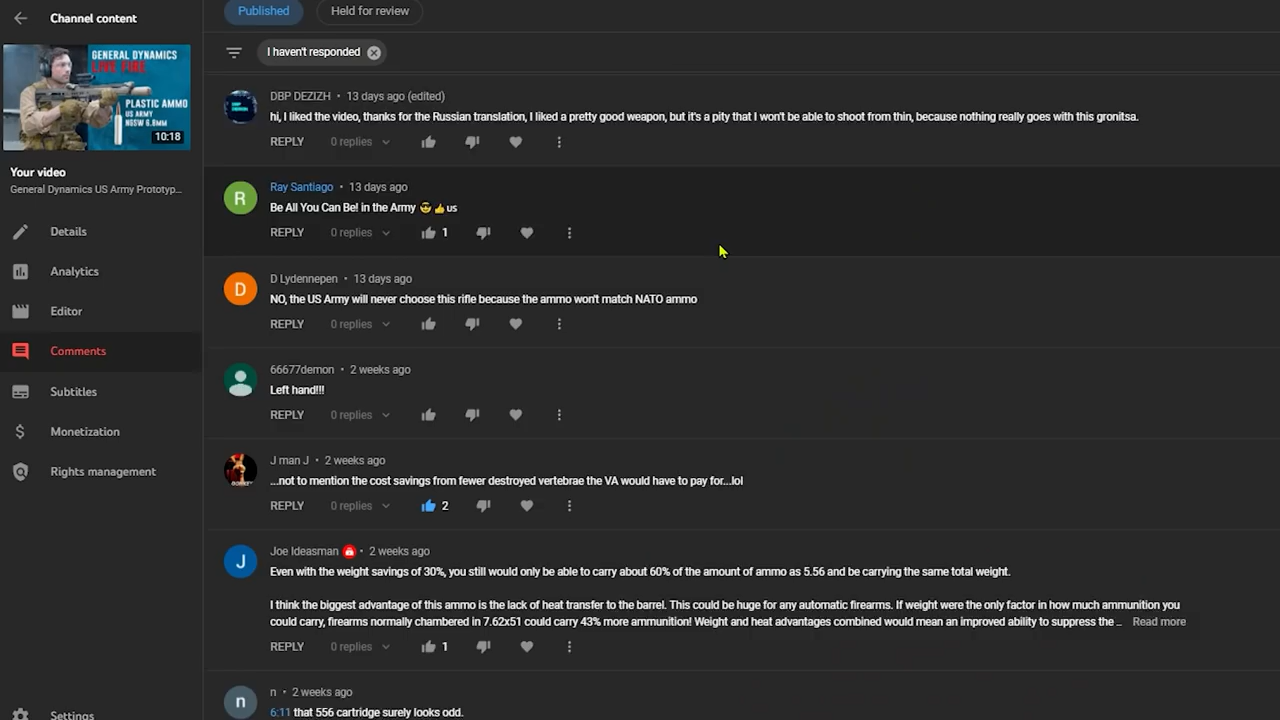 Channel content
Published
Held for review
I haven't responded
GENERAL DYNAMICS
LIVE FIRE
PLASTIC AMMO
US ARMY
NGSW 6.8mm
10:18
Your video
General Dynamics US Army Prototyp...
Details
Analytics
Editor
Comments
Subtitles
Monetization
Rights management
Settings
DBP DEZIZH • 13 days ago (edited)
hi, I liked the video, thanks for the Russian translation, I liked a pretty good weapon, but it's a pity that I won't be able to shoot from thin, because nothing really goes with this gronitsa.
REPLY 0 replies
R
Ray Santiago • 13 days ago
Be All You Can Be! in the Army 😎👍us
REPLY 0 replies 1
D
D Lydennepen • 13 days ago
NO, the US Army will never choose this rifle because the ammo won't match NATO ammo
REPLY 0 replies
66677demon • 2 weeks ago
Left hand!!!
REPLY 0 replies
J man J • 2 weeks ago
...not to mention the cost savings from fewer destroyed vertebrae the VA would have to pay for...lol
REPLY 0 replies 2
J
Joe Ideasman • 2 weeks ago
Even with the weight savings of 30%, you still would only be able to carry about 60% of the amount of ammo as 5.56 and be carrying the same total weight.
I think the biggest advantage of this ammo is the lack of heat transfer to the barrel. This could be huge for any automatic firearms. If weight were the only factor in how much ammunition you
could carry, firearms normally chambered in 7.62x51 could carry 43% more ammunition! Weight and heat advantages combined would mean an improved ability to suppress the ... Read more
REPLY 0 replies 1
n
n • 2 weeks ago
6:11 that 556 cartridge surely looks odd.